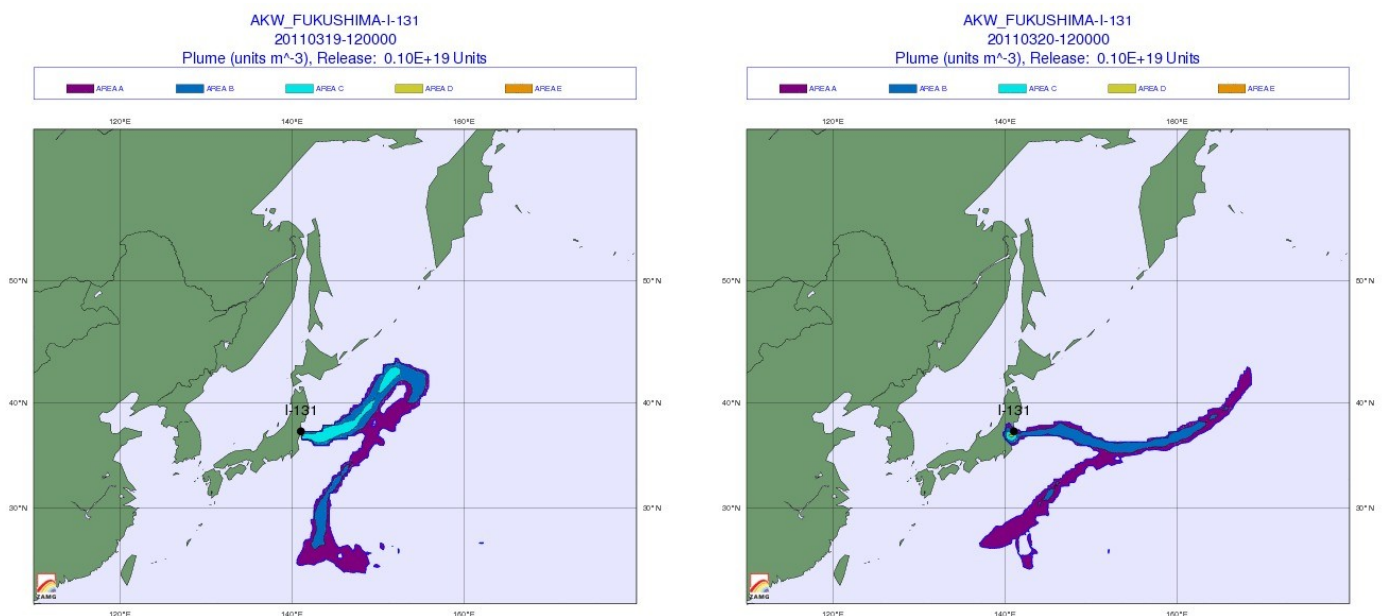 AKW_FUKUSHIMA-I-131
20110319-120000
Plume (units m^-3), Release: 0.10E+19 Units
AREA A AREA B AREA C AREA D AREA E
120°E 140°E 160°E
50°N 50°N
40°N 40°N
I-131
30°N 30°N
ZAMG
120°E 140°E 160°E
AKW_FUKUSHIMA-I-131
20110320-120000
Plume (units m^-3), Release: 0.10E+19 Units
AREA A AREA B AREA C AREA D AREA E
120°E 140°E 160°E
50°N 50°N
40°N 40°N
I-131
30°N 30°N
ZAMG
120°E 140°E 160°E